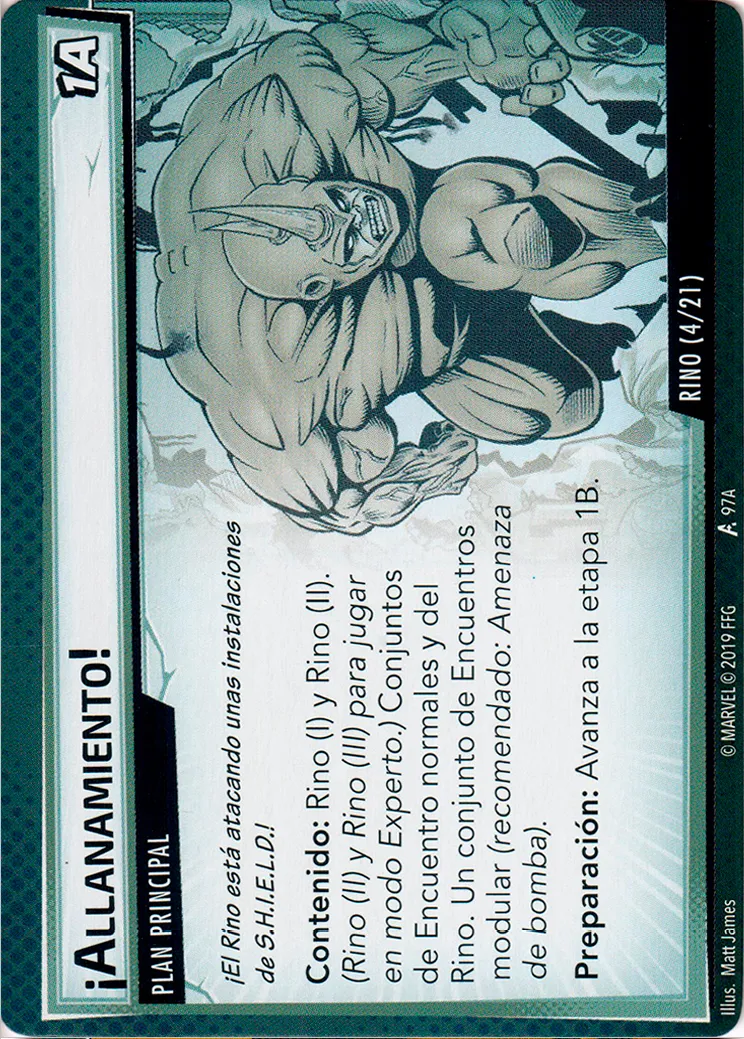 ¡ALLANAMIENTO!
1A
PLAN PRINCIPAL
¡El Rino está atacando unas instalaciones
de S.H.I.E.L.D.!
Contenido: Rino (I) y Rino (II).
(Rino (II) y Rino (III) para jugar
en modo Experto.) Conjuntos
de Encuentro normales y del
Rino. Un conjunto de Encuentros
modular (recomendado: Amenaza
de bomba).
Preparación: Avanza a la etapa 1B.
RINO (4/21)
Illus. Matt James
© MARVEL © 2019 FFG
97A